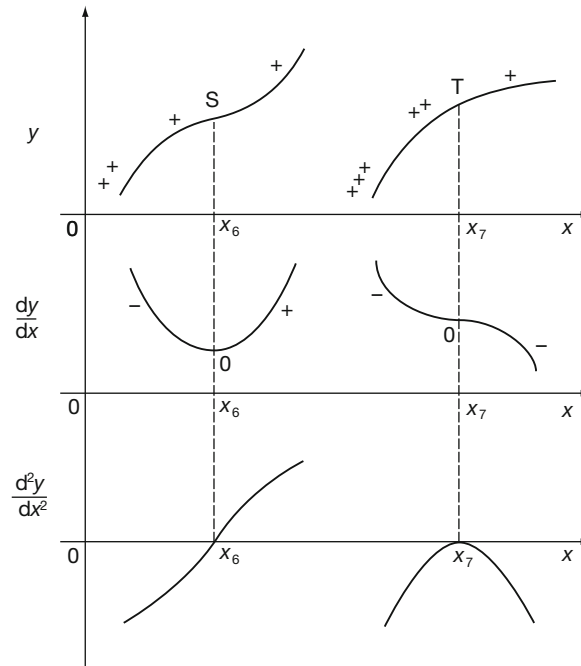 S T
+ + + + + +
y
+ + + + +
0 x₆ x₇ x
dy/dx
− + − −
0 0
0 x₆ x₇ x
d²y/dx²
0 x₆ x₇ x